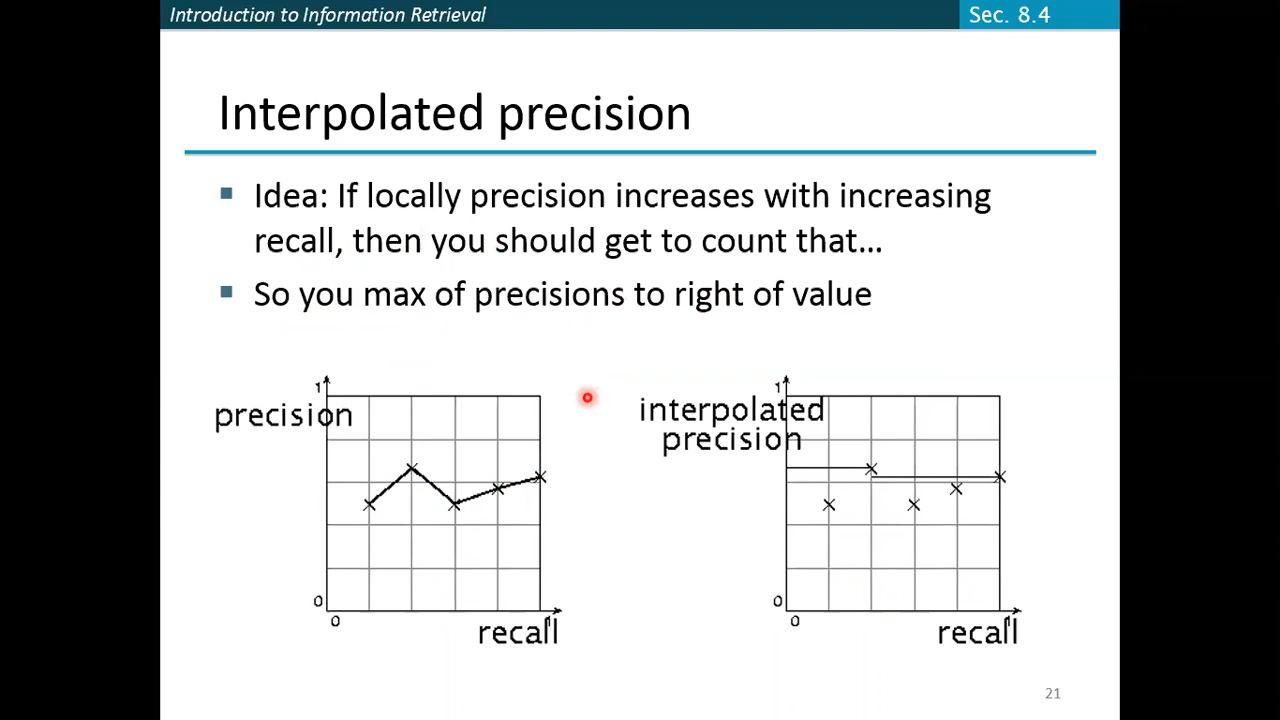 Introduction to Information Retrieval
Sec. 8.4
Interpolated precision
Idea: If locally precision increases with increasing
recall, then you should get to count that...
So you max of precisions to right of value
1
precision
0
0
1
recall
1
interpolated
precision
0
0
1
recall
21